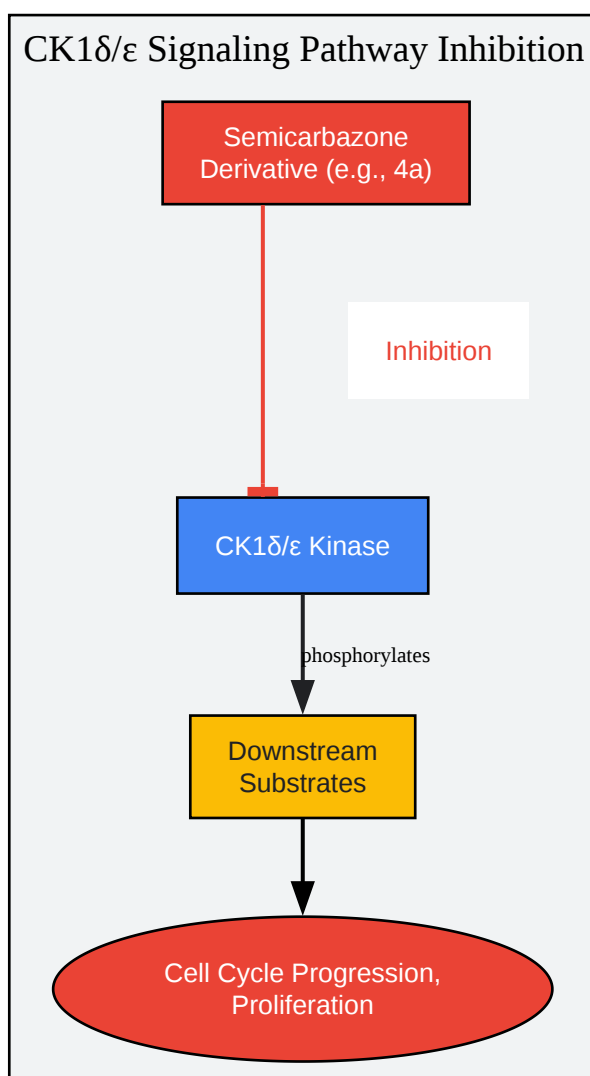 CK1δ/ε Signaling Pathway Inhibition
Semicarbazone
Derivative (e.g., 4a)
Inhibition
CK1δ/ε Kinase
phosphorylates
Downstream
Substrates
Cell Cycle Progression,
Proliferation